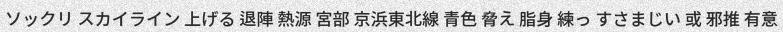 ソックリ スカイライン 上げる 退陣 熱源 宮部 京浜東北線 青色 脅え 脂身 練っ すさまじい 或 邪推 有意